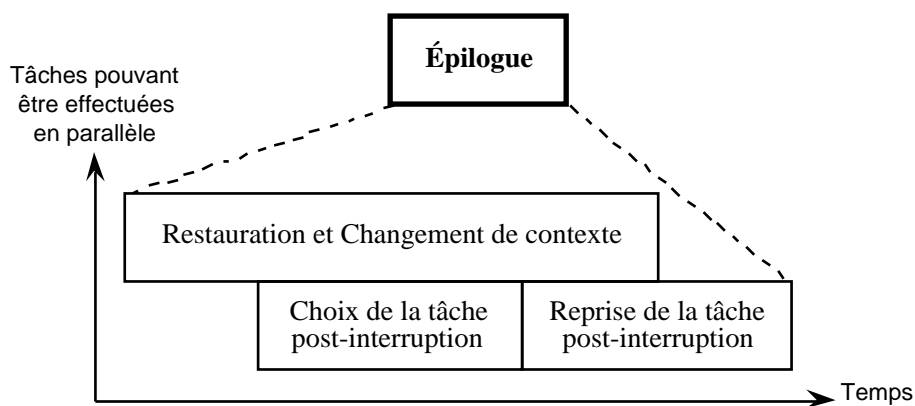 Épilogue
Tâches pouvant
être effectuées
en parallèle
Restauration et Changement de contexte
Choix de la tâche
post-interruption
Reprise de la tâche
post-interruption
Temps